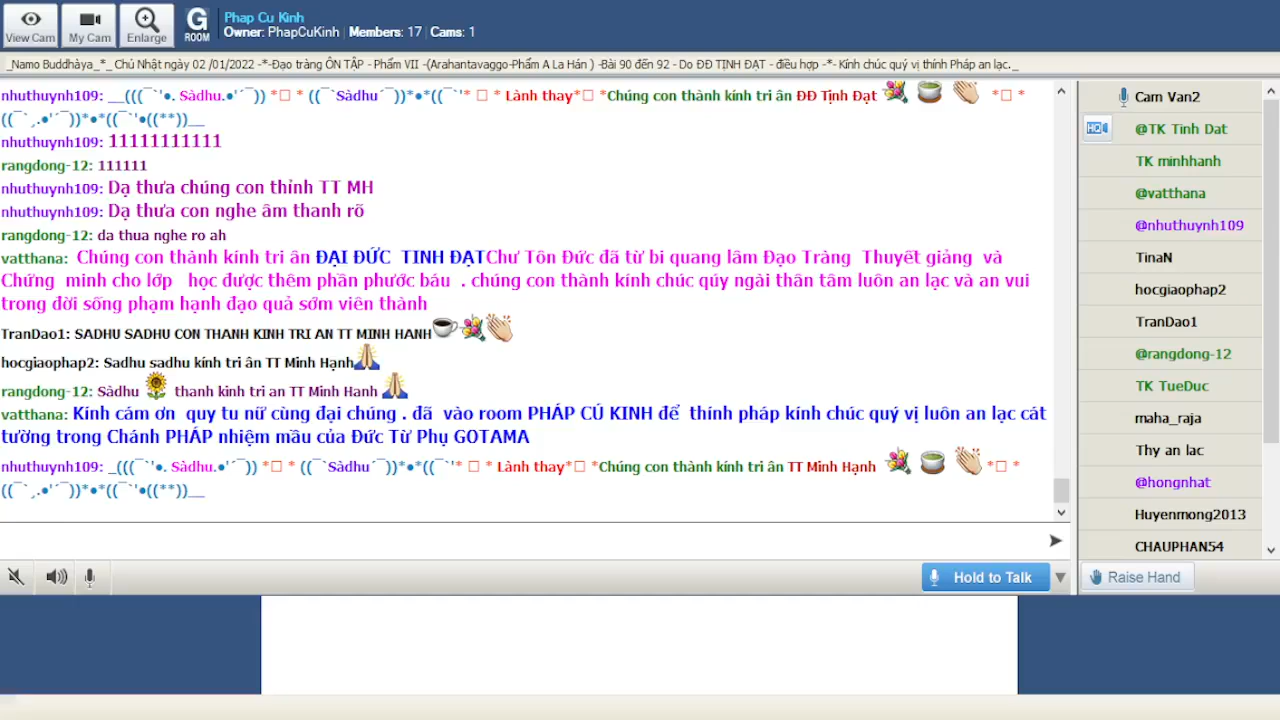 View Cam
My Cam
Enlarge
G
ROOM
Phap Cu Kinh
Owner: PhapCuKinh | Members: 17 | Cams: 1
_Namo Buddhàya_*_ Chủ Nhật ngày 02 /01/2022 -*-Đạo tràng ÔN TẬP - Phẩm VII -(Arahantavaggo-Phẩm A La Hán ) -Bài 90 đến 92 - Do ĐĐ TỊNH ĐẠT - điều hợp -*- Kính chúc quý vị thính Pháp an lạc._
nhuthuynh109: __(((¯`'•. Sàdhu.•'´¯)) *□ * ((¯`Sàdhu´¯))*•*((¯`'* □ * Lành thay*□ *Chúng con thành kính tri ân ĐĐ Tịnh Đạt *□ *
((¯`¸.•'´¯))*•*((¯`'•((**))__
nhuthuynh109: 11111111111
rangdong-12: 111111
nhuthuynh109: Dạ thưa chúng con thỉnh TT MH
nhuthuynh109: Dạ thưa con nghe âm thanh rõ
rangdong-12: da thua nghe ro ah
vatthana: Chúng con thành kính tri ân ĐẠI ĐỨC TINH ĐẠTChư Tôn Đức đã từ bi quang lâm Đạo Tràng Thuyết giảng và
Chứng minh cho lớp học được thêm phần phước báu . chúng con thành kính chúc qúy ngài thân tâm luôn an lạc và an vui
trong đời sống phạm hạnh đạo quả sớm viên thành
TranDao1: SADHU SADHU CON THANH KINH TRI AN TT MINH HANH
hocgiaophap2: Sadhu sadhu kính tri ân TT Minh Hạnh
rangdong-12: Sàdhu thanh kinh tri an TT Minh Hanh
vatthana: Kính cám ơn quy tu nữ cùng đại chúng . đã vào room PHÁP CÚ KINH để thính pháp kính chúc quý vị luôn an lạc cát
tường trong Chánh PHÁP nhiệm mầu của Đức Từ Phụ GOTAMA
nhuthuynh109: _(((¯`'•. Sàdhu.•'´¯)) *□ * ((¯`Sàdhu´¯))*•*((¯`'* □ * Lành thay*□ *Chúng con thành kính tri ân TT Minh Hạnh *□ *
((¯`¸.•'´¯))*•*((¯`'•((**))__
Hold to Talk
Cam Van2
HD
@TK Tinh Dat
TK minhhanh
@vatthana
@nhuthuynh109
TinaN
hocgiaophap2
TranDao1
@rangdong-12
TK TueDuc
maha_raja
Thy an lac
@hongnhat
Huyenmong2013
CHAUPHAN54
Raise Hand